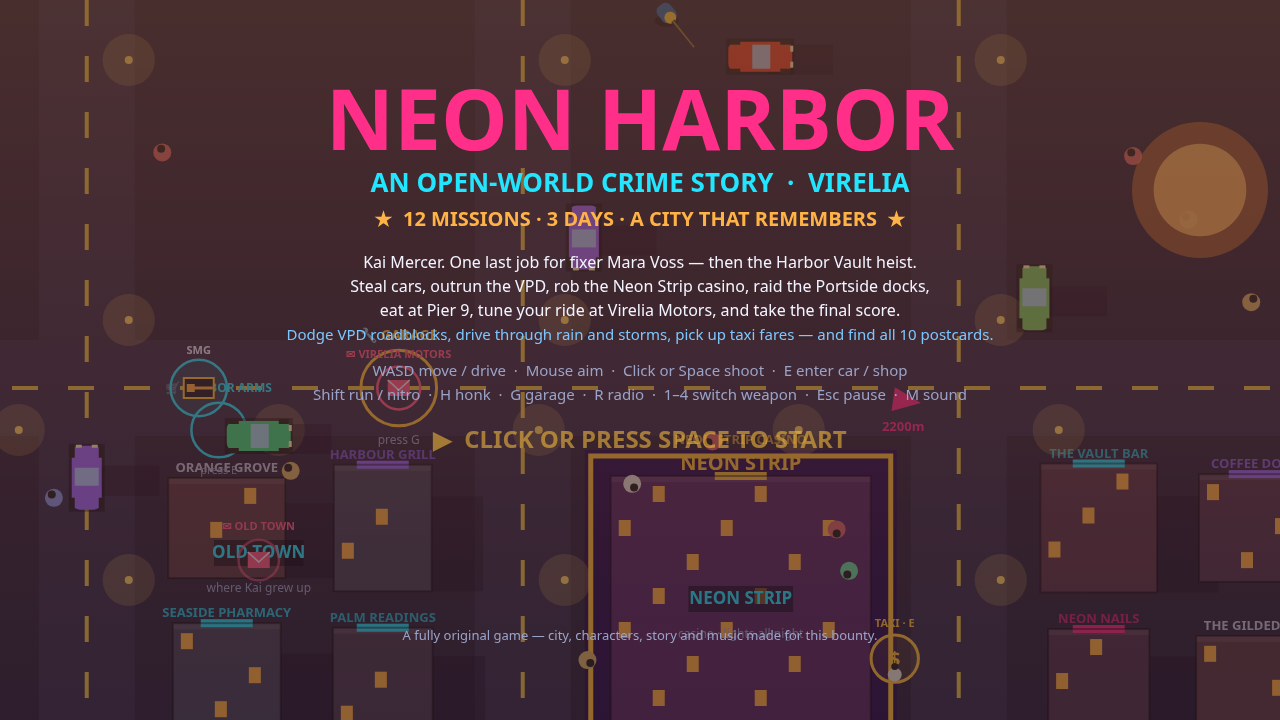 NEON HARBOR
AN OPEN-WORLD CRIME STORY · VIRELIA
★ 12 MISSIONS · 3 DAYS · A CITY THAT REMEMBERS ★
Kai Mercer. One last job for fixer Mara Voss — then the Harbor Vault heist.
Steal cars, outrun the VPD, rob the Neon Strip casino, raid the Portside docks,
eat at Pier 9, tune your ride at Virelia Motors, and take the final score.
Dodge VPD roadblocks, drive through rain and storms, pick up taxi fares — and find all 10 postcards.
SMG
✉ VIRELIA MOTORS
WASD move / drive · Mouse aim · Click or Space shoot · E enter car / shop
Shift run / nitro · H honk · G garage · R radio · 1–4 switch weapon · Esc pause · M sound
2200m
press G
▶ CLICK OR PRESS SPACE TO START
HARBOUR GRILL
THE VAULT BAR
NEON STRIP
COFFEE DO
ORANGE GROVE
✉ OLD TOWN
OLD TOWN
where Kai grew up
NEON STRIP
SEASIDE PHARMACY
PALM READINGS
NEON NAILS
TAXI · E
THE GILDED
A fully original game — city, characters, story and music made for this bounty.
$